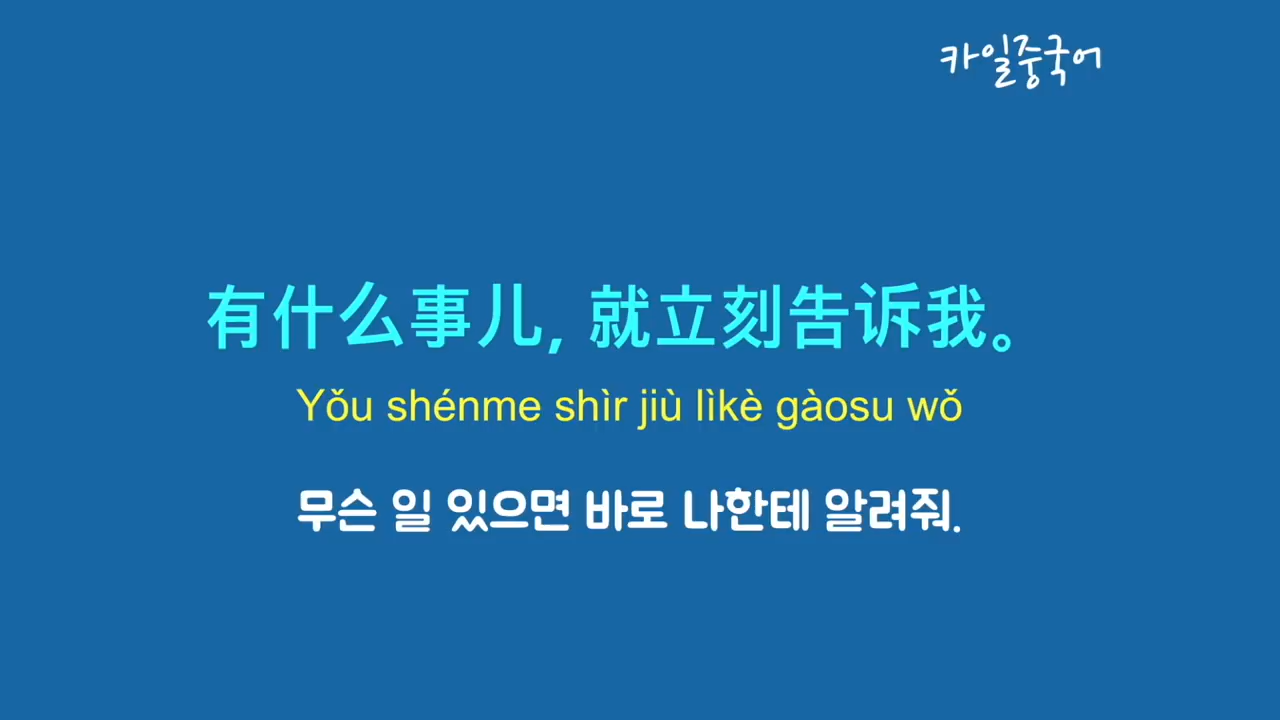 카일중국어
有什么事儿, 就立刻告诉我。
Yǒu shénme shìr jiù lìkè gàosu wǒ
무슨 일 있으면 바로 나한테 알려줘.